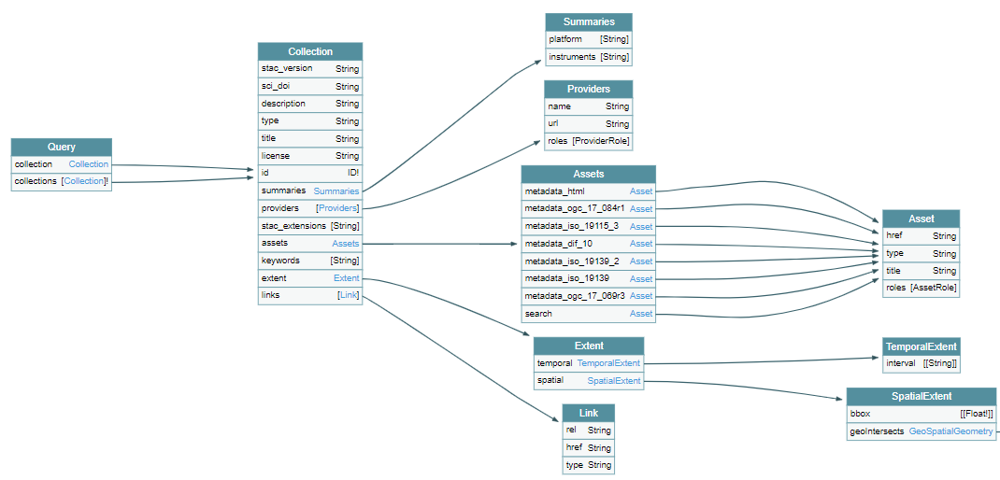 Query
collection Collection
collections [Collection]!
Collection
stac_version String
sci_doi String
description String
type String
title String
license String
id ID!
summaries Summaries
providers [Providers]
stac_extensions [String]
assets Assets
keywords [String]
extent Extent
links [Link]
Summaries
platform [String]
instruments [String]
Providers
name String
url String
roles [ProviderRole]
Assets
metadata_html Asset
metadata_ogc_17_084r1 Asset
metadata_iso_19115_3 Asset
metadata_dif_10 Asset
metadata_iso_19139_2 Asset
metadata_iso_19139 Asset
metadata_ogc_17_069r3 Asset
search Asset
Extent
temporal TemporalExtent
spatial SpatialExtent
Link
rel String
href String
type String
Asset
href String
type String
title String
roles [AssetRole]
TemporalExtent
interval [[String]]
SpatialExtent
bbox [[Float!]]
geoIntersects GeoSpatialGeometry